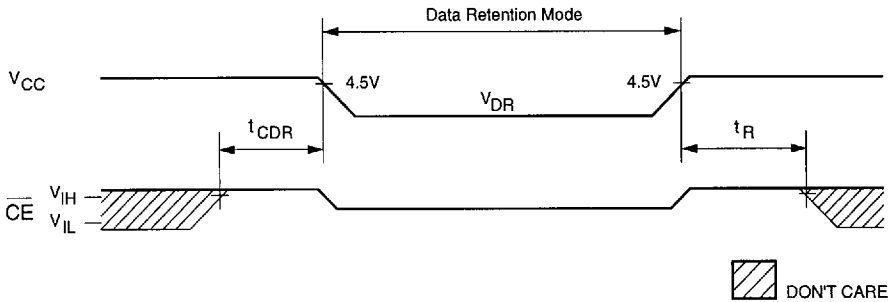 Data Retention Mode
VCC
4.5V
4.5V
VDR
tCDR
tR
VIH
CE
VIL
DON'T CARE